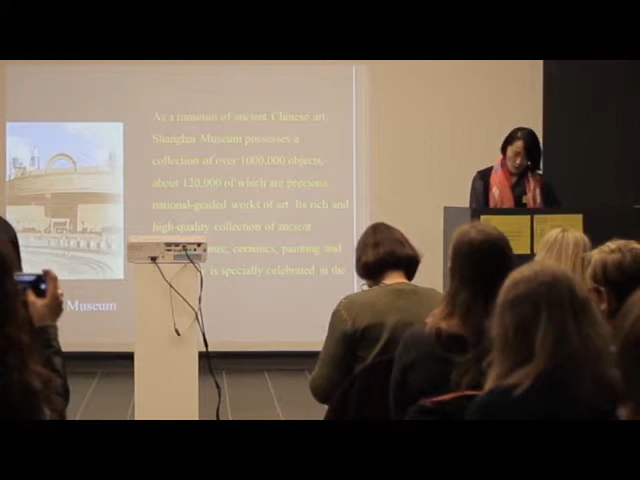 As a museum of ancient Chinese art,
Shanghai Museum possesses a
collection of over 1000,000 objects,
about 120,000 of which are precious
national-graded works of art. Its rich and
high-quality collection of ancient
ceramics, painting and
is specially celebrated in the
Museum